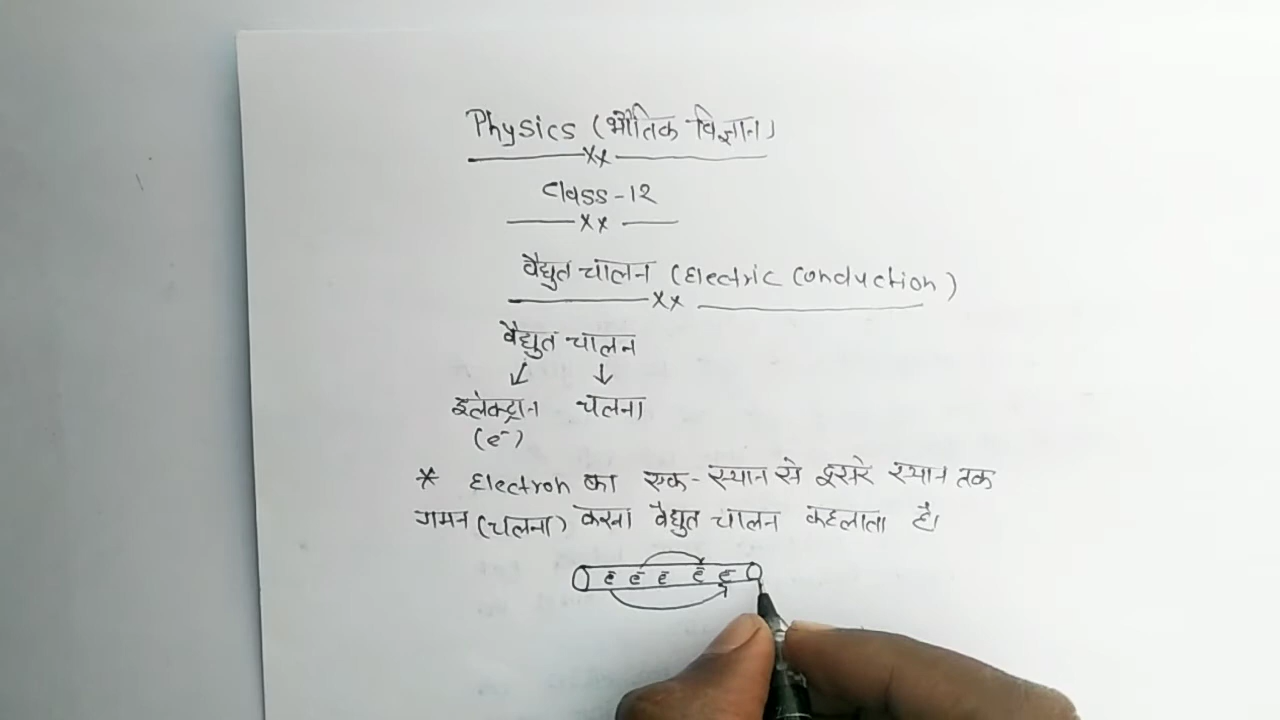 Physics (भौतिक विज्ञान)
Class-12
वैद्युत चालन (Electric Conduction)
वैद्युत चालन
इलेक्ट्रान चलना
(e⁻)
* Electron का एक-स्थान से दूसरे स्थान तक
गमन (चलना) करना वैद्युत चालन कहलाता है।
e⁻ e⁻ e⁻ e⁻ e⁻